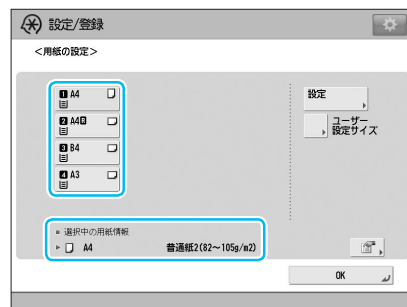 設定/登録
<用紙の設定>
1 A4
2 A4R
3 B4
4 A3
設定
ユーザー
設定サイズ
選択中の用紙情報
A4 普通紙2(82~105g/m2)
OK